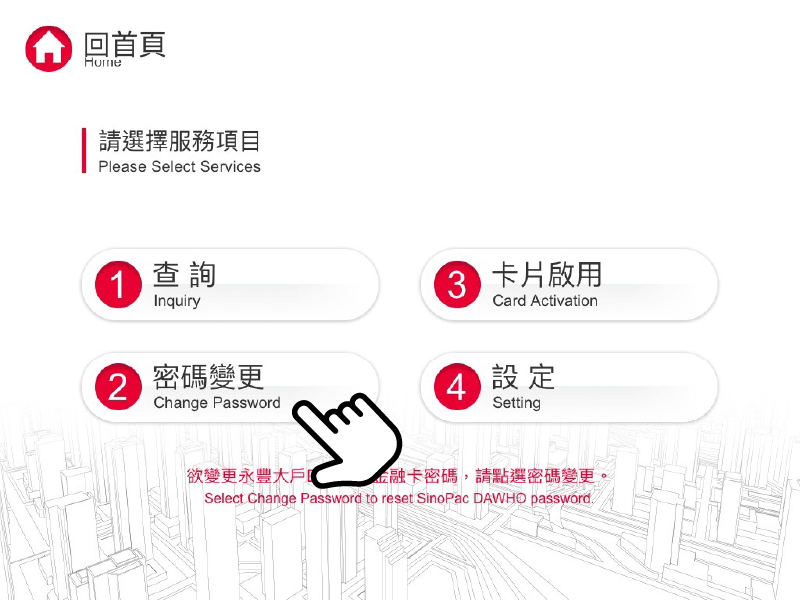 回首頁
Home
請選擇服務項目
Please Select Services
1 查詢
Inquiry
3 卡片啟用
Card Activation
2 密碼變更
Change Password
4 設定
Setting
欲變更永豐大戶 金融卡密碼，請點選密碼變更。
Select Change Password to reset SinoPac DAWHO password.